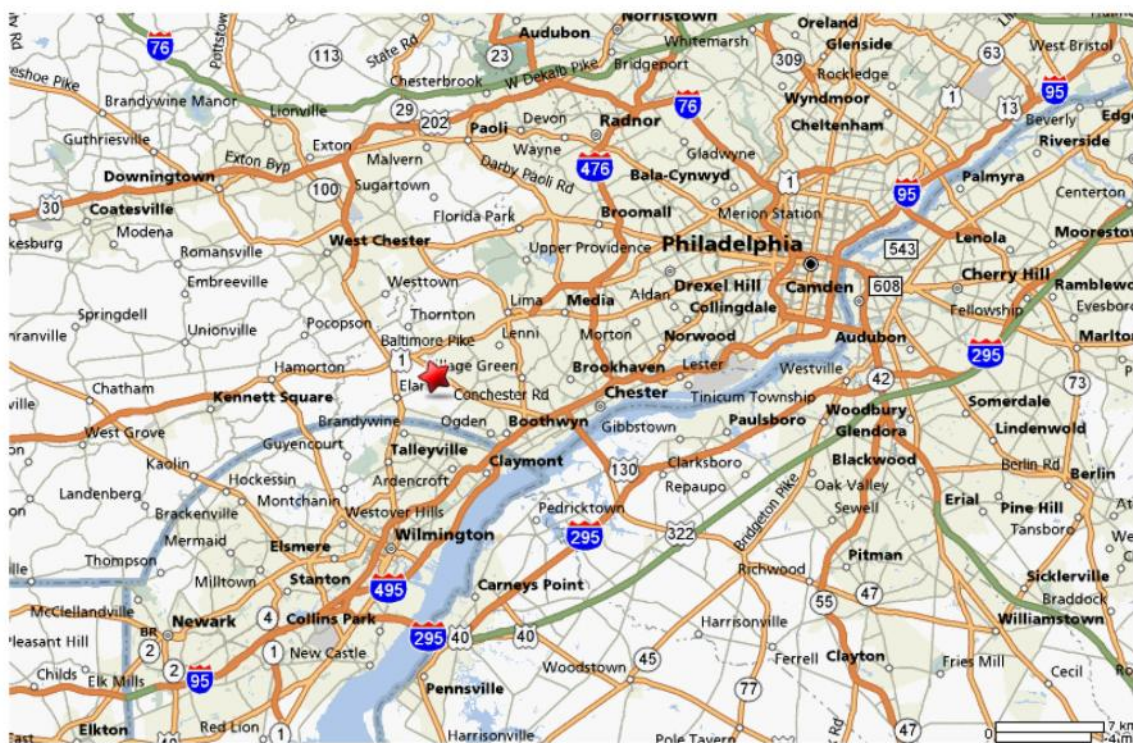 Audubon
Norristown
Oreland
76
Pottstown
113
State Rd
23
Whitemarsh
Glenside
63
West Bristol
309
Bridgeport
Chesterbrook
W Dekalb Pike
Rockledge
95
Brandywine Manor
Lionville
29
76
Wyndmoor
1
13
202
Devon
Radnor
Beverly
Guthriesville
Exton
Paoli
Cheltenham
Riverside
Exton Byp
Malvern
Wayne
Gladwyne
Downingtown
Darby Paoli Rd
476
Sugartown
Bala-Cynwyd
1
95
Palmyra
Centerton
100
30
Coatesville
Florida Park
Broomall
Merion Station
Modena
West Chester
Upper Providence
Philadelphia
543
Lenola
Romansville
Embreeville
Westtown
Drexel Hill
Camden
608
Cherry Hill
Aldan
Lima
Media
Collingdale
Fellowship
Springdell
Thornton
Pocopson
Unionville
Lenni
Morton
Norwood
Audubon
Baltimore Pike
1
295
Hamorton
Lester
Westville
Chatham
Brookhaven
42
73
Kennett Square
Conchester Rd
Chester
Tinicum Township
Woodbury
Somerdale
Brandywine
Ogden
Boothwyn
Gibbstown
Paulsboro
Glendora
Lindenwold
West Grove
Guyencourt
Talleyville
Claymont
130
Clarksboro
Blackwood
Berlin Rd
Kaolin
Hockessin
Ardencroft
Repaupo
Oak Valley
Berlin
Landenberg
Montchanin
Bridgeton Pike
Erial
Pine Hill
Brackenville
Westover Hills
Pedricktown
Sewell
Tansboro
Mermaid
Wilmington
295
322
Thompson
Elsmere
Pitman
Milltown
Stanton
495
Carneys Point
Richwood
47
Sicklerville
McClellandville
55
Braddock
Newark
4
Collins Park
Williamstown
BR
295
40
40
Harrisonville
Pleasant Hill
2
2
1
New Castle
Woodstown
45
Ferrell
Clayton
Fries Mill
Childs
Elk Mills
95
Pennsville
77
Cecil
Elkton
Red Lion
1
Harrisonville
Pole Tavern
47
0